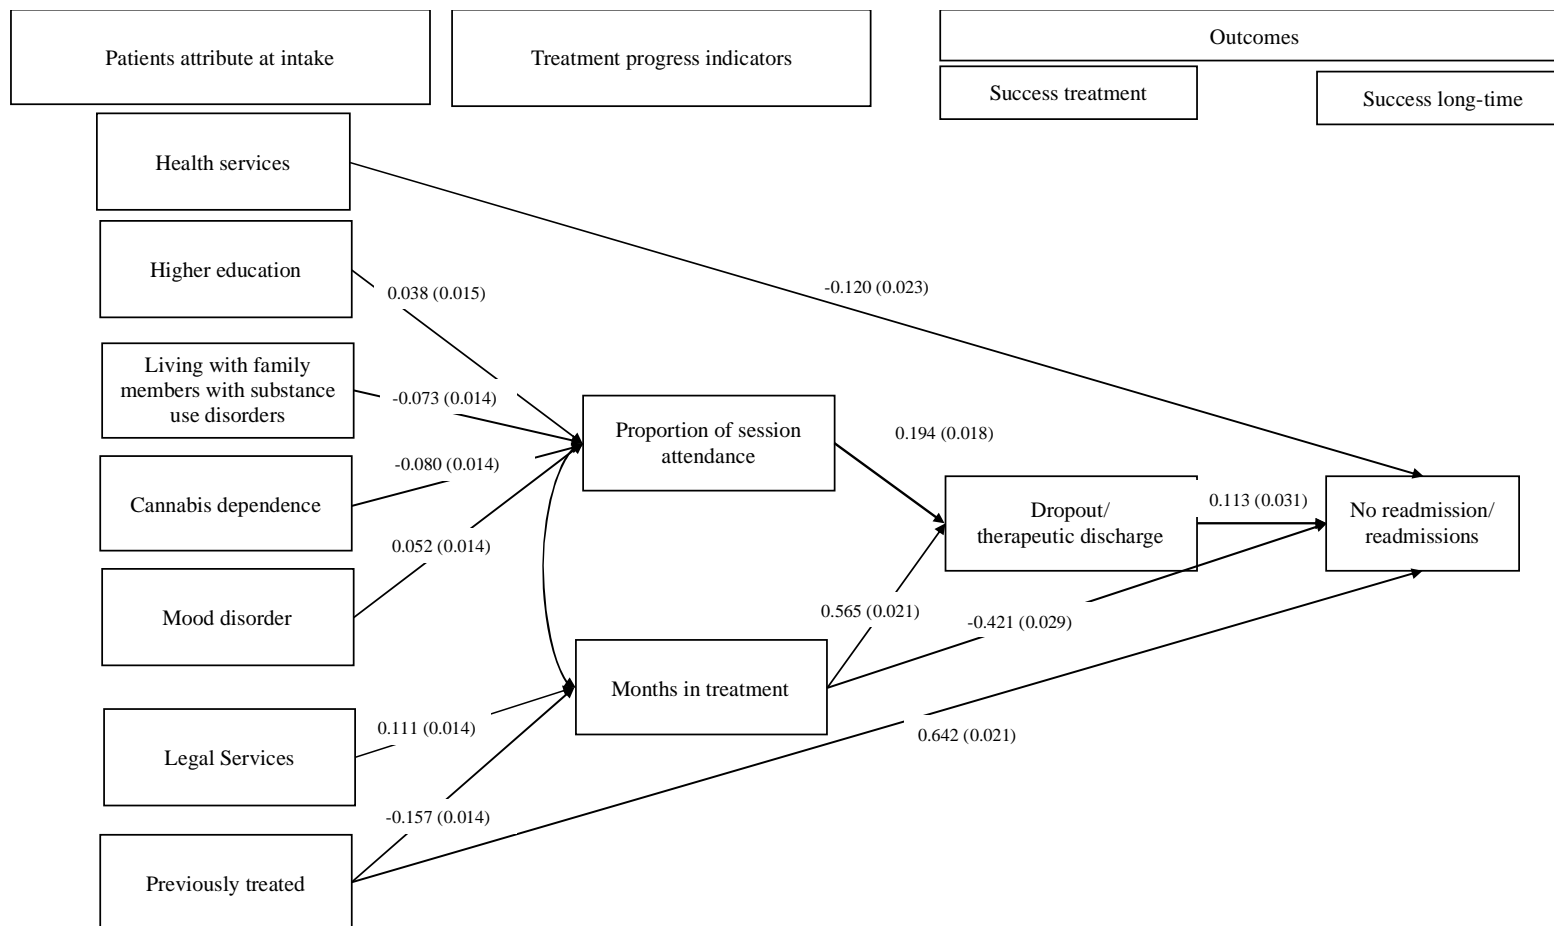 Patients attribute at intake
Treatment progress indicators
Outcomes
Success treatment
Success long-time
Health services
Higher education
0.038 (0.015)
-0.120 (0.023)
Living with family
members with substance
use disorders
-0.073 (0.014)
Proportion of session
attendance
0.194 (0.018)
Cannabis dependence
-0.080 (0.014)
Dropout/
therapeutic discharge
0.113 (0.031)
No readmission/
readmissions
0.052 (0.014)
Mood disorder
0.565 (0.021)
-0.421 (0.029)
Months in treatment
0.111 (0.014)
Legal Services
0.642 (0.021)
-0.157 (0.014)
Previously treated